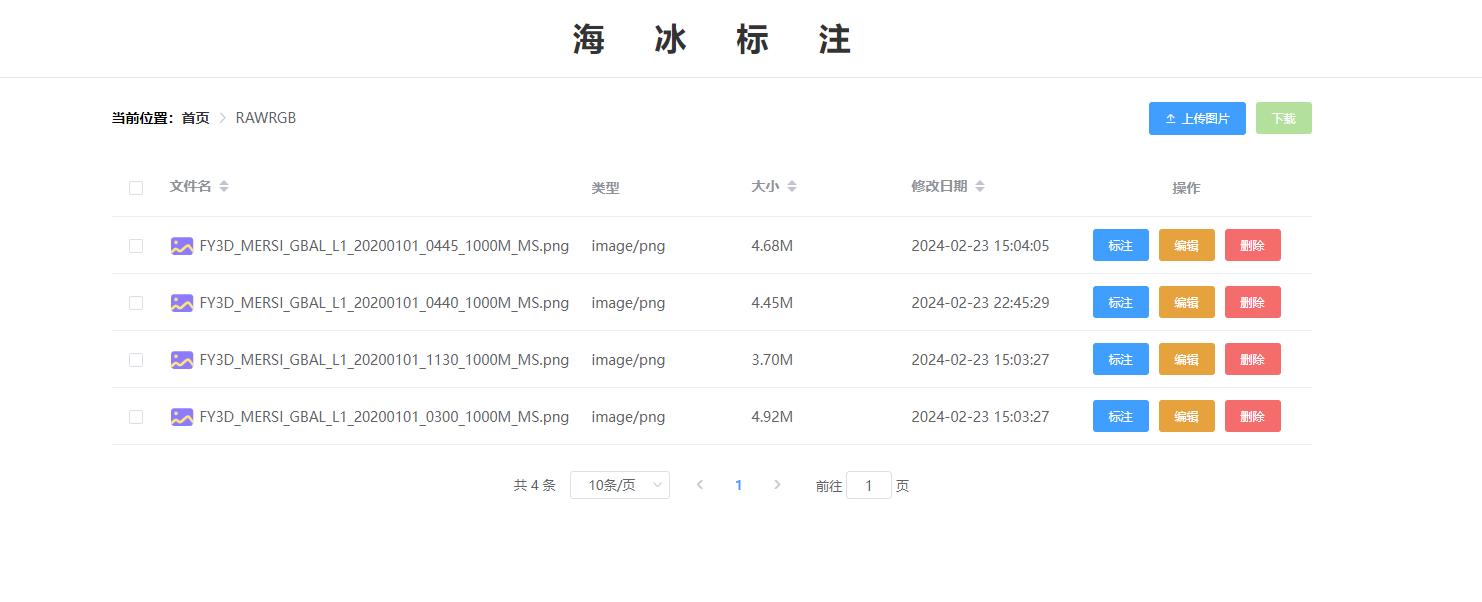 海 冰 标 注
当前位置：首页 > RAWRGB 上传图片 下载
文件名 类型 大小 修改日期 操作
FY3D_MERSI_GBAL_L1_20200101_0445_1000M_MS.png image/png 4.68M 2024-02-23 15:04:05 标注 编辑 删除
FY3D_MERSI_GBAL_L1_20200101_0440_1000M_MS.png image/png 4.45M 2024-02-23 22:45:29 标注 编辑 删除
FY3D_MERSI_GBAL_L1_20200101_1130_1000M_MS.png image/png 3.70M 2024-02-23 15:03:27 标注 编辑 删除
FY3D_MERSI_GBAL_L1_20200101_0300_1000M_MS.png image/png 4.92M 2024-02-23 15:03:27 标注 编辑 删除
共 4 条 10条/页 < 1 > 前往 1 页